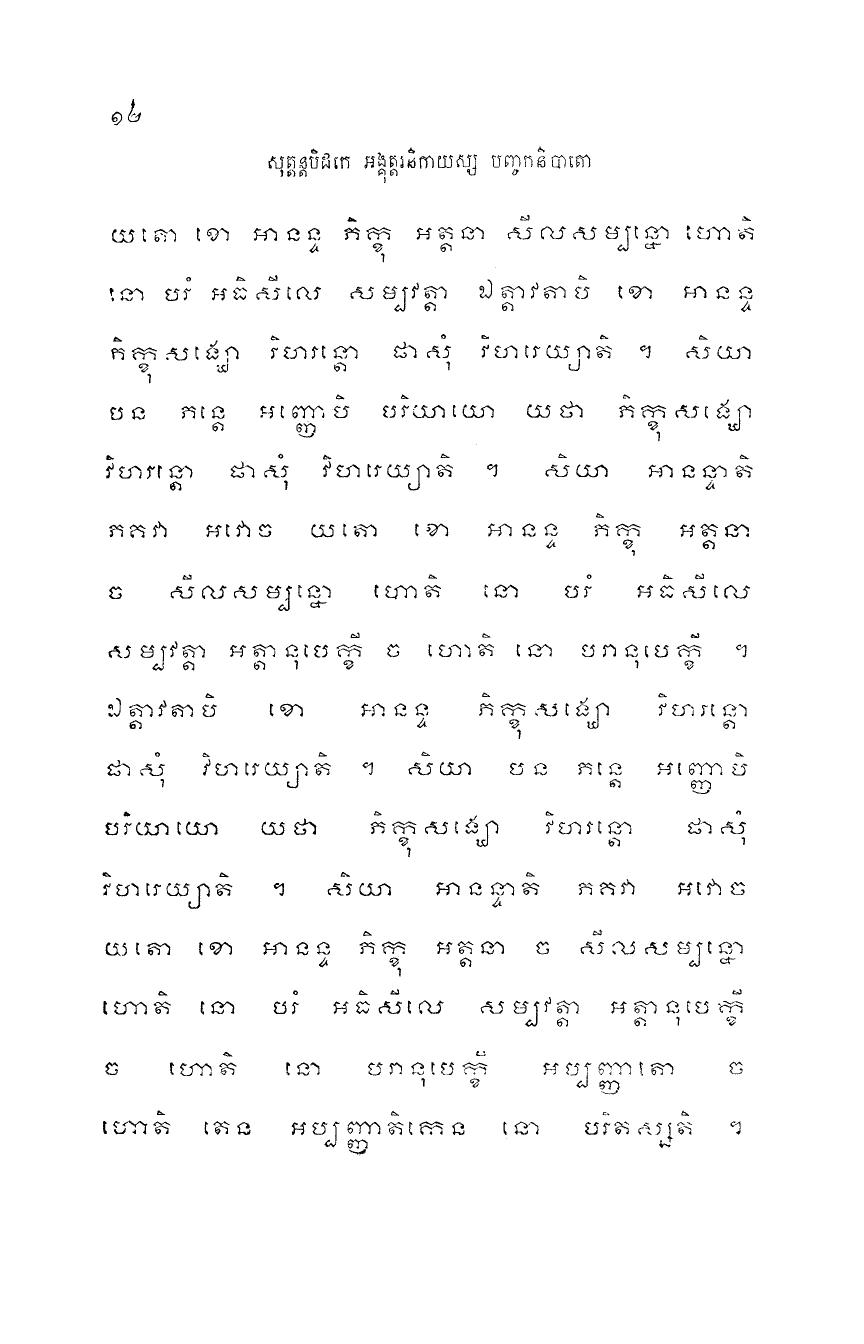 ១៤
សុត្តន្តបិដកេ អង្គុត្តរនិកាយស្ស បញ្ចកនិបាតោ
យតោ ខោ អានន្ទ ភិក្ខុ អត្តនា សីលសម្បន្នោ ហោតិ
នោ បរំ អធិសីលេ សម្បវត្តា ឯត្តាវតាបិ ខោ អានន្ទ
ភិក្ខុសង្ឃោ វិហរន្តោ ផាសុំ វិហរេយ្យាតិ ។ សិយា
បន ភន្តេ អញ្ញោបិ បរិយាយោ យថា ភិក្ខុសង្ឃោ
វិហរន្តោ ផាសុំ វិហរេយ្យាតិ ។ សិយា អានន្ទាតិ
ភគវា អវោច យតោ ខោ អានន្ទ ភិក្ខុ អត្តនា
ច សីលសម្បន្នោ ហោតិ នោ បរំ អធិសីលេ
សម្បវត្តា អត្តានុបេក្ខី ច ហោតិ នោ បរានុបេក្ខី ។
ឯត្តាវតាបិ ខោ អានន្ទ ភិក្ខុសង្ឃោ វិហរន្តោ
ផាសុំ វិហរេយ្យាតិ ។ សិយា បន ភន្តេ អញ្ញោបិ
បរិយាយោ យថា ភិក្ខុសង្ឃោ វិហរន្តោ ផាសុំ
វិហរេយ្យាតិ ។ សិយា អានន្ទាតិ ភគវា អវោច
យតោ ខោ អានន្ទ ភិក្ខុ អត្តនា ច សីលសម្បន្នោ
ហោតិ នោ បរំ អធិសីលេ សម្បវត្តា អត្តានុបេក្ខី
ច ហោតិ នោ បរានុបេក្ខី អប្បញ្ញាតោ ច
ហោតិ តេន អប្បញ្ញាតិកេន នោ បរិតស្សតិ ។